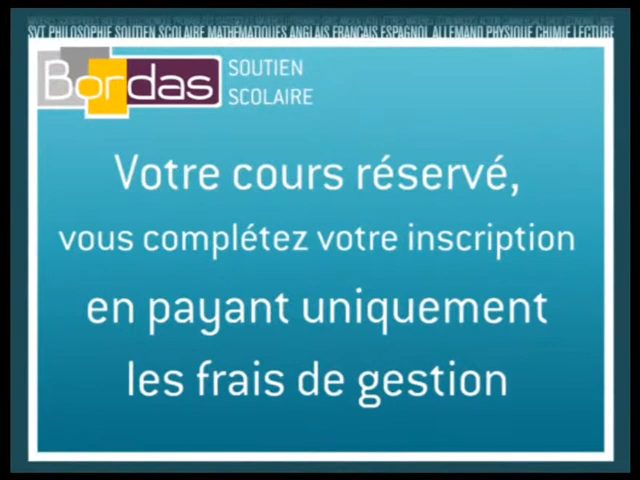 SVT PHILOSOPHIE SOUTIEN SCOLAIRE MATHÉMATIQUES ANGLAIS FRANÇAIS ESPAGNOL ALLEMAND PHYSIQUE CHIMIE LECTURE
Bordas SOUTIEN
SCOLAIRE
Votre cours réservé,
vous complétez votre inscription
en payant uniquement
les frais de gestion